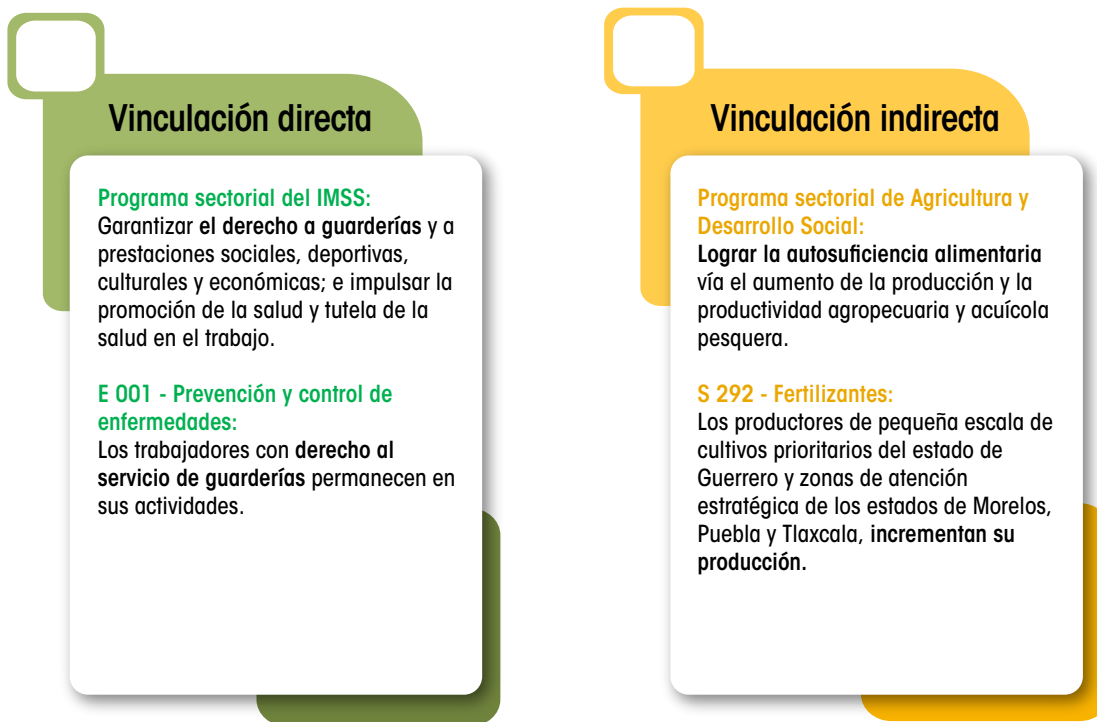 Vinculación directa
Programa sectorial del IMSS:
Garantizar el derecho a guarderías y a
prestaciones sociales, deportivas,
culturales y económicas; e impulsar la
promoción de la salud y tutela de la
salud en el trabajo.
E 001 - Prevención y control de
enfermedades:
Los trabajadores con derecho al
servicio de guarderías permanecen en
sus actividades.
Vinculación indirecta
Programa sectorial de Agricultura y
Desarrollo Social:
Lograr la autosuficiencia alimentaria
vía el aumento de la producción y la
productividad agropecuaria y acuícola
pesquera.
S 292 - Fertilizantes:
Los productores de pequeña escala de
cultivos prioritarios del estado de
Guerrero y zonas de atención
estratégica de los estados de Morelos,
Puebla y Tlaxcala, incrementan su
producción.